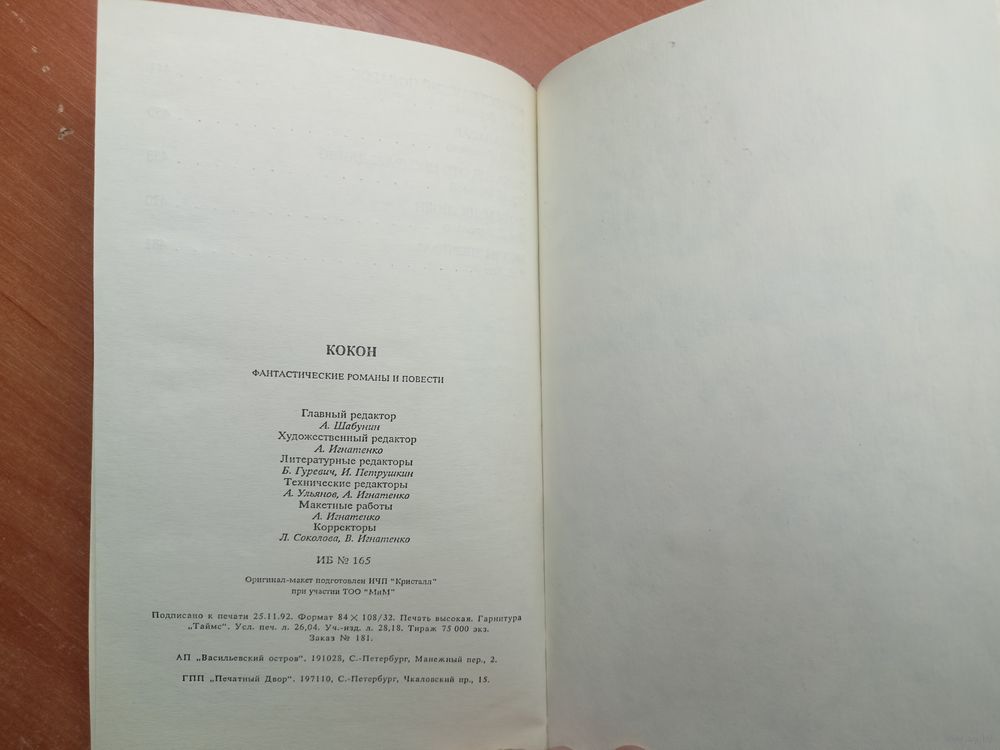 КОКОН
ФАНТАСТИЧЕСКИЕ РОМАНЫ И ПОВЕСТИ
Главный редактор
А. Шабунин
Художественный редактор
А. Игнатенко
Литературные редакторы
Б. Гуревич, И. Петрушкин
Технические редакторы
А. Ульянов, А. Игнатенко
Макетные работы
А. Игнатенко
Корректоры
Л. Соколова, В. Игнатенко
ИБ № 165
Оригинал-макет подготовлен ИЧП "Кристалл"
при участии ТОО "МиМ"
Подписано к печати 25.11.92. Формат 84 × 108/32. Печать высокая. Гарнитура
„Таймс". Усл. печ. л. 26,04. Уч.-изд. л. 28,18. Тираж 75 000 экз.
Заказ № 181.
АП „Васильевский остров". 191028, С.-Петербург, Манежный пер., 2.
ГПП „Печатный Двор". 197110, С.-Петербург, Чкаловский пр., 15.